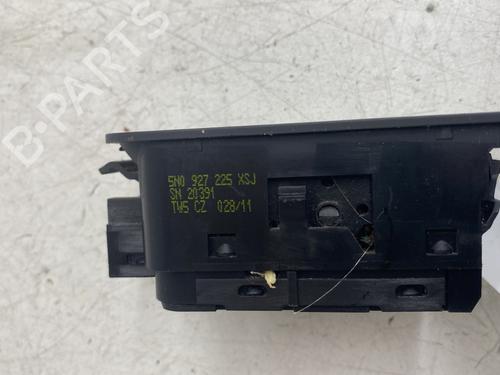 B-PARTS
5N0 927 225 XSJ
SN 20391
TW5 CZ 028/11